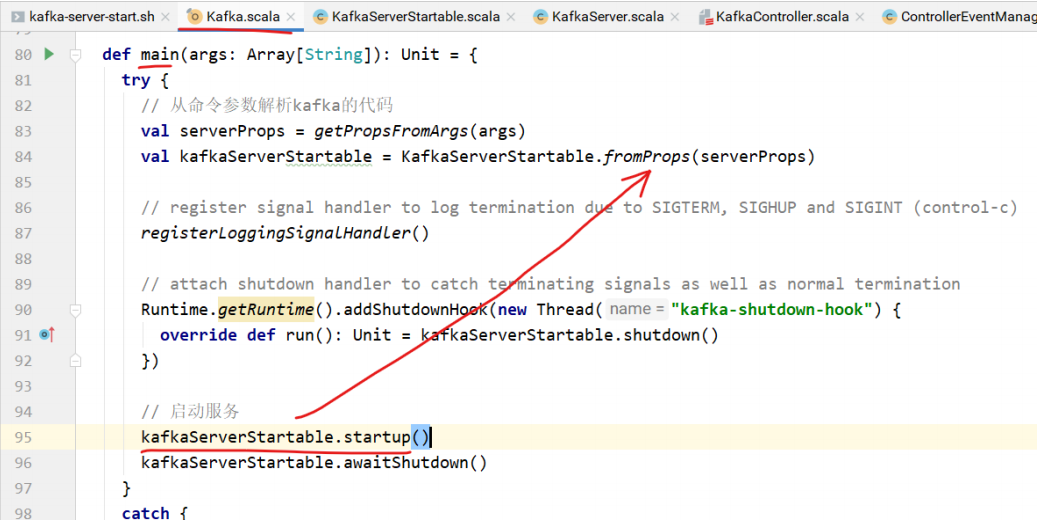 kafka-server-start.sh Kafka.scala KafkaServerStartable.scala KafkaServer.scala KafkaController.scala ControllerEventManag
80 def main(args: Array[String]): Unit = {
81 try {
82 // 从命令参数解析kafka的代码
83 val serverProps = getPropsFromArgs(args)
84 val kafkaServerStartable = KafkaServerStartable.fromProps(serverProps)
85
86 // register signal handler to log termination due to SIGTERM, SIGHUP and SIGINT (control-c)
87 registerLoggingSignalHandler()
88
89 // attach shutdown handler to catch terminating signals as well as normal termination
90 Runtime.getRuntime().addShutdownHook(new Thread( name = "kafka-shutdown-hook") {
91 override def run(): Unit = kafkaServerStartable.shutdown()
92 })
93
94 // 启动服务
95 kafkaServerStartable.startup()
96 kafkaServerStartable.awaitShutdown()
97 }
98 catch {